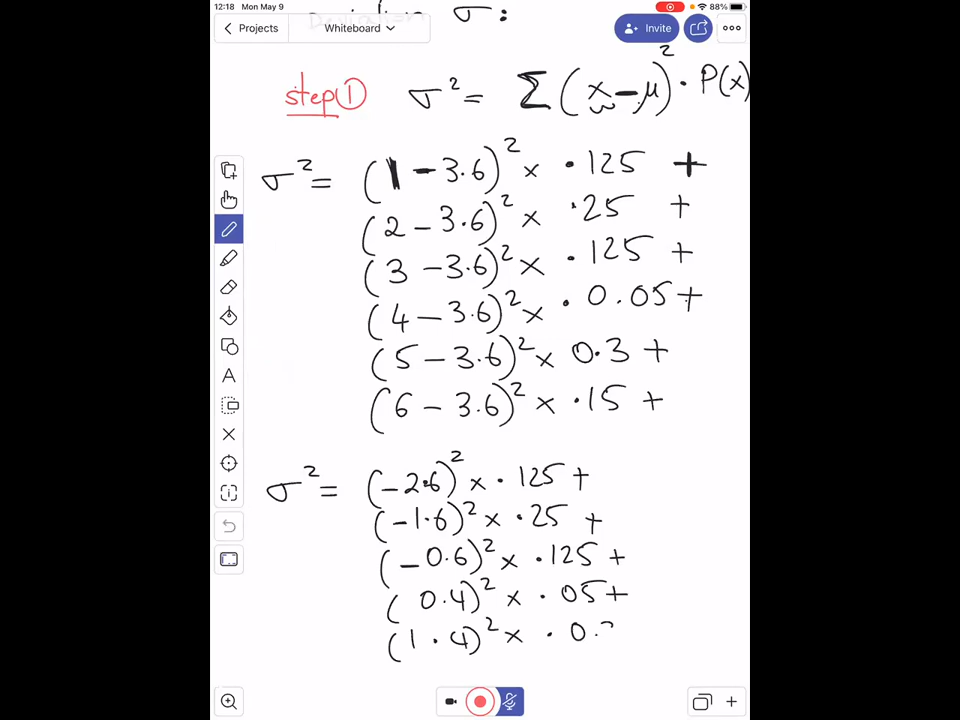 12:18 Mon May 9
88%
Deviation σ :
Projects
Whiteboard
Invite
step 1 σ² = Σ (x - μ)² · P(x)
σ² = (1 - 3.6)² x .125 +
(2 - 3.6)² x .25 +
(3 - 3.6)² x .125 +
(4 - 3.6)² x . 0.05 +
(5 - 3.6)² x 0.3 +
(6 - 3.6)² x .15 +
σ² = (-2.6)² x .125 +
(-1.6)² x .25 +
(-0.6)² x .125 +
(0.4)² x .05 +
(1.4)² x . 0.